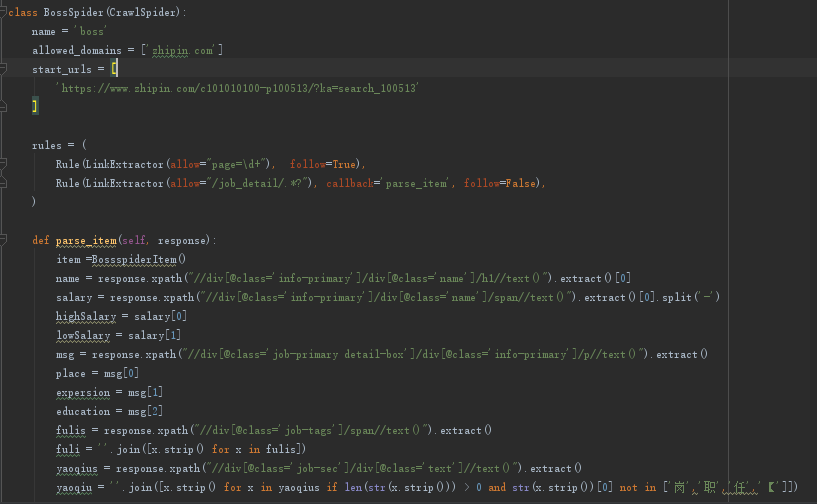 class BossSpider(CrawlSpider):
    name = 'boss'
    allowed_domains = ['zhipin.com']
    start_urls = [
        'https://www.zhipin.com/c101010100-p100513/?ka=search_100513'
    ]
    rules = (
        Rule(LinkExtractor(allow="page=\d+"),  follow=True),
        Rule(LinkExtractor(allow="/job_detail/.*?"), callback='parse_item', follow=False),
    )
    def parse_item(self, response):
        item =BossspiderItem()
        name = response.xpath("//div[@class='info-primary']/div[@class='name']/h1//text()").extract()[0]
        salary = response.xpath("//div[@class='info-primary']/div[@class='name']/span//text()").extract()[0].split('-')
        highSalary = salary[0]
        lowSalary = salary[1]
        msg = response.xpath("//div[@class='job-primary detail-box']/div[@class='info-primary']/p//text()").extract()
        place = msg[0]
        expersion = msg[1]
        education = msg[2]
        fulis = response.xpath("//div[@class='job-tags']/span//text()").extract()
        fuli = ''.join([x.strip() for x in fulis])
        yaoqius = response.xpath("//div[@class='job-sec']/div[@class='text']//text()").extract()
        yaoqiu = ''.join([x.strip() for x in yaoqius if len(str(x.strip())) > 0 and str(x.strip())[0] not in ['岗','职','任','【']])